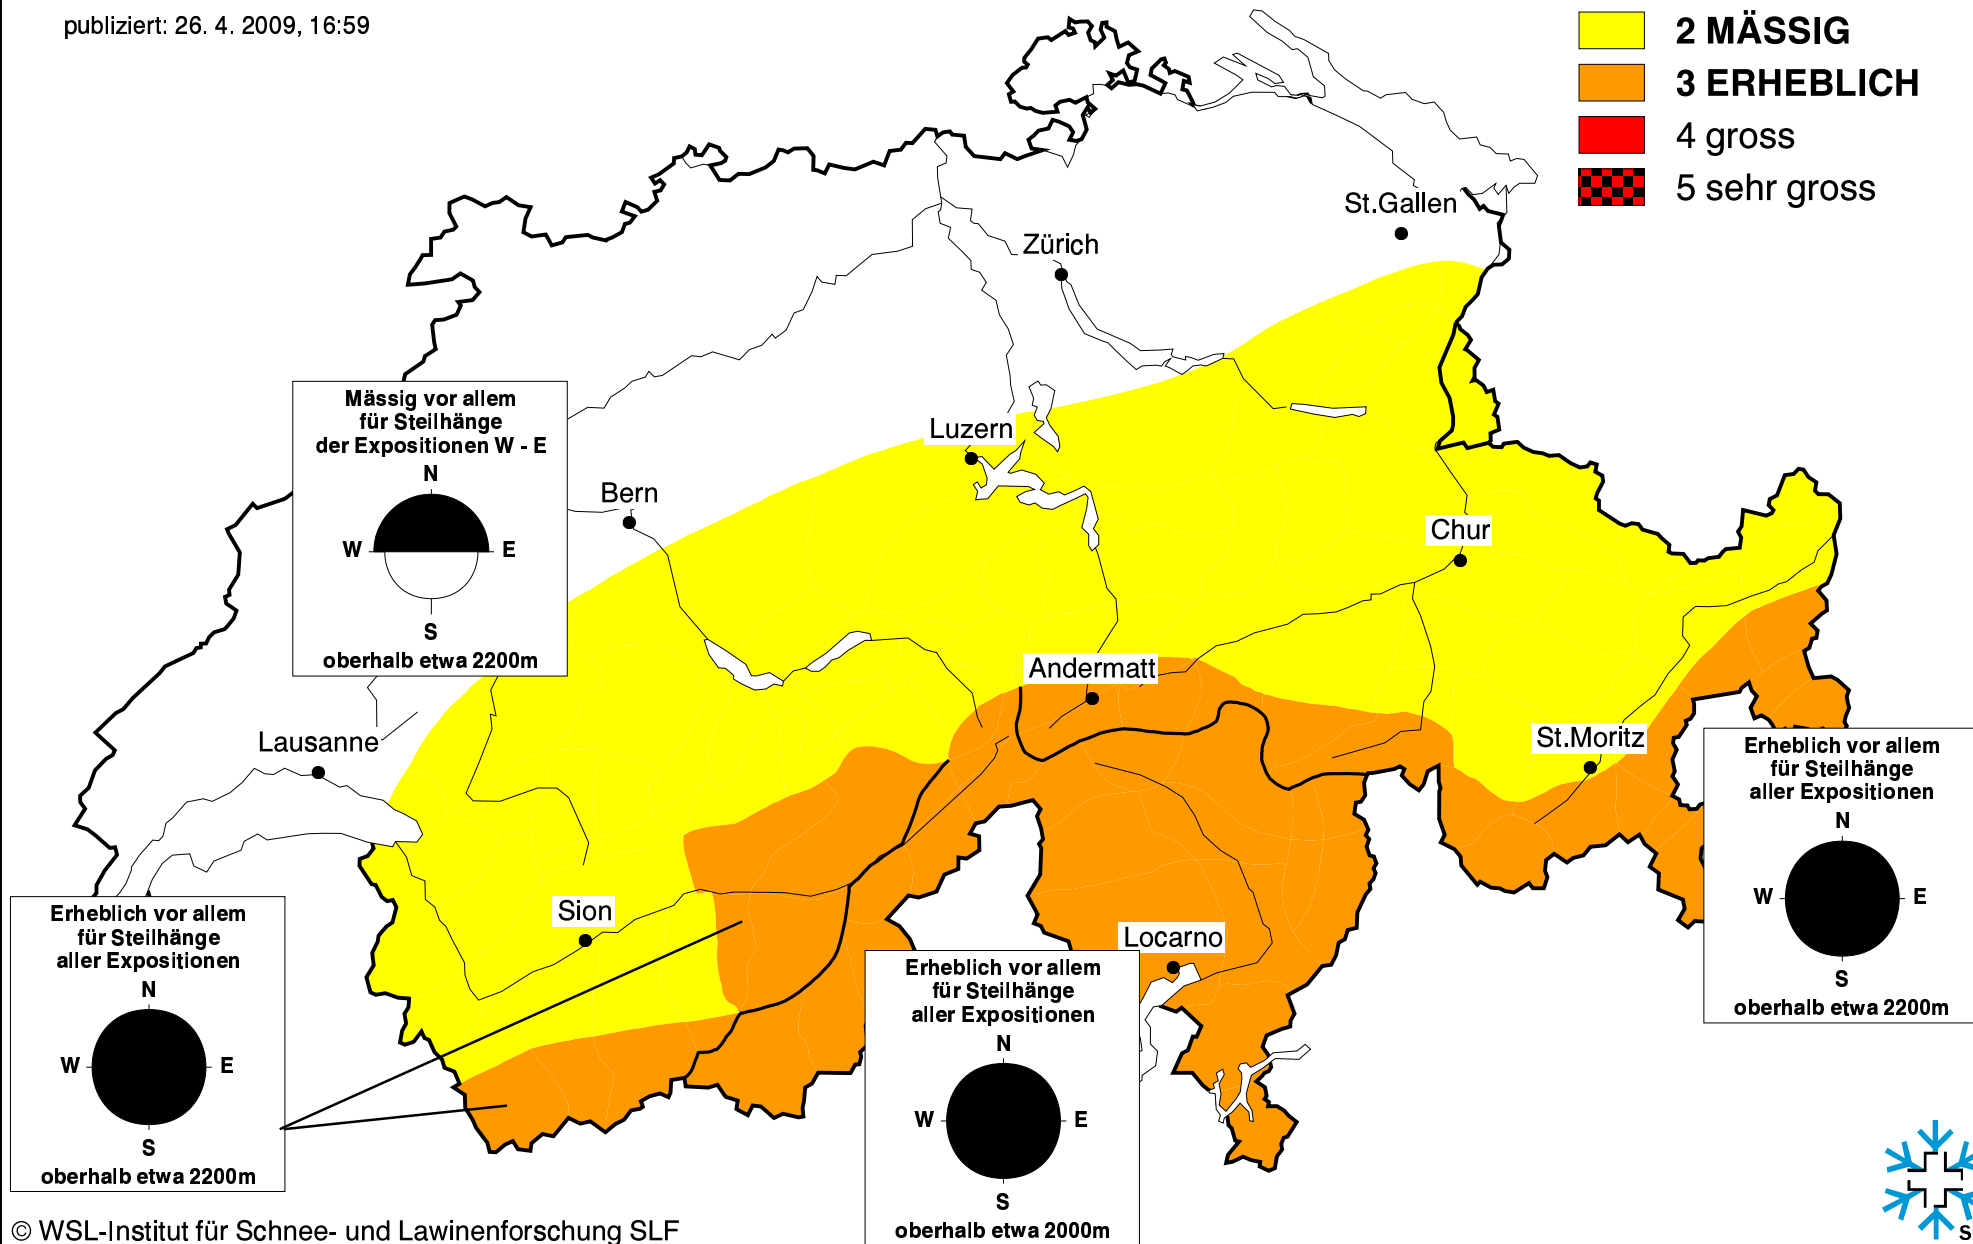 publiziert: 26. 4. 2009, 16:59
2 MÄSSIG
3 ERHEBLICH
4 gross
5 sehr gross
St.Gallen
Zürich
Luzern
Bern
Chur
Andermatt
St.Moritz
Lausanne
Sion
Locarno
Mässig vor allem
für Steilhänge
der Expositionen W - E
N
W E
S
oberhalb etwa 2200m
Erheblich vor allem
für Steilhänge
aller Expositionen
N
W E
S
oberhalb etwa 2200m
Erheblich vor allem
für Steilhänge
aller Expositionen
N
W E
S
oberhalb etwa 2000m
Erheblich vor allem
für Steilhänge
aller Expositionen
N
W E
S
oberhalb etwa 2200m
© WSL-Institut für Schnee- und Lawinenforschung SLF
S